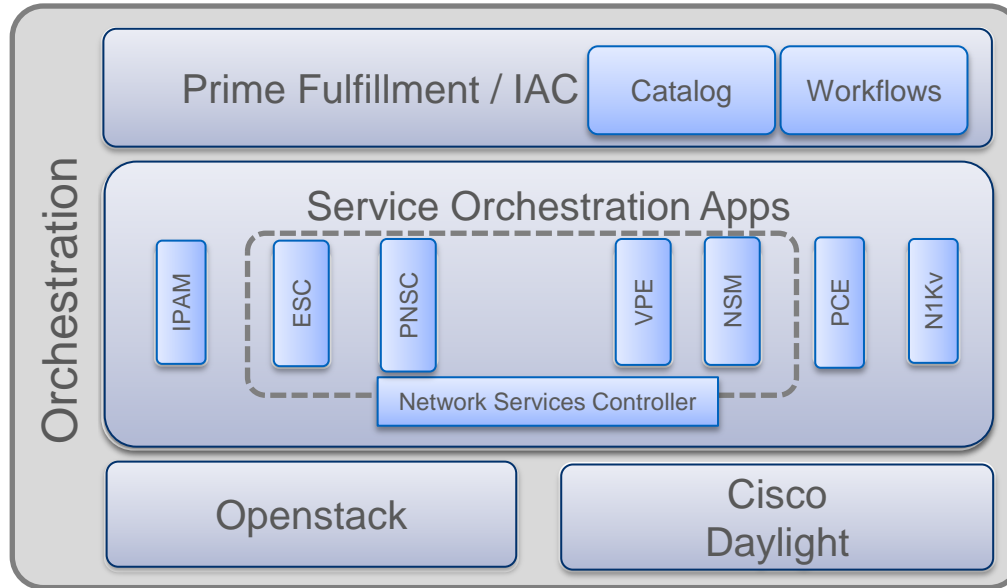 Orchestration
Prime Fulfillment / IAC
Catalog
Workflows
Service Orchestration Apps
IPAM
ESC
PNSC
VPE
NSM
PCE
N1Kv
Network Services Controller
Openstack
Cisco
Daylight